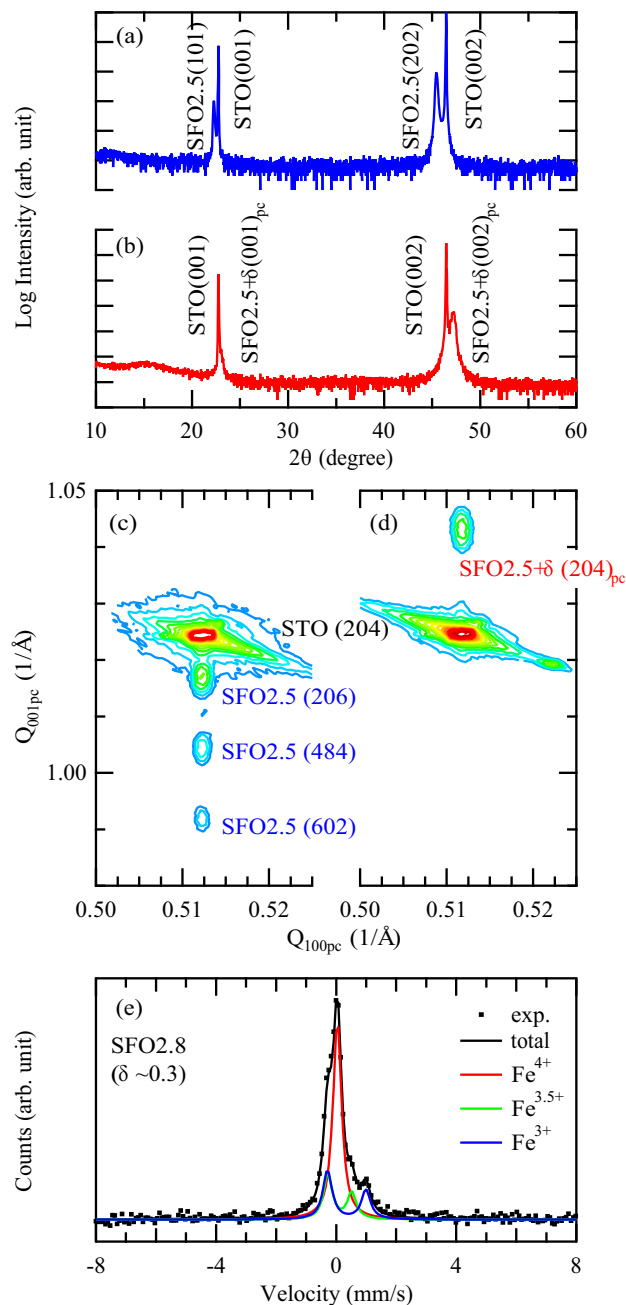 (a)
SFO2.5(101)
STO(001)
SFO2.5(202)
STO(002)
Log Intensity (arb. unit)
(b)
STO(001)
SFO2.5+δ(001)pc
STO(002)
SFO2.5+δ(002)pc
10 20 30 40 50 60
2θ (degree)
1.05
(c)
(d)
SFO2.5+δ (204)pc
STO (204)
SFO2.5 (206)
SFO2.5 (484)
SFO2.5 (602)
Q001pc (1/Å)
1.00
0.50 0.51 0.52 0.50 0.51 0.52
Q100pc (1/Å)
(e)
SFO2.8
(δ ~0.3)
exp.
total
Fe4+
Fe3.5+
Fe3+
Counts (arb. unit)
-8 -4 0 4 8
Velocity (mm/s)